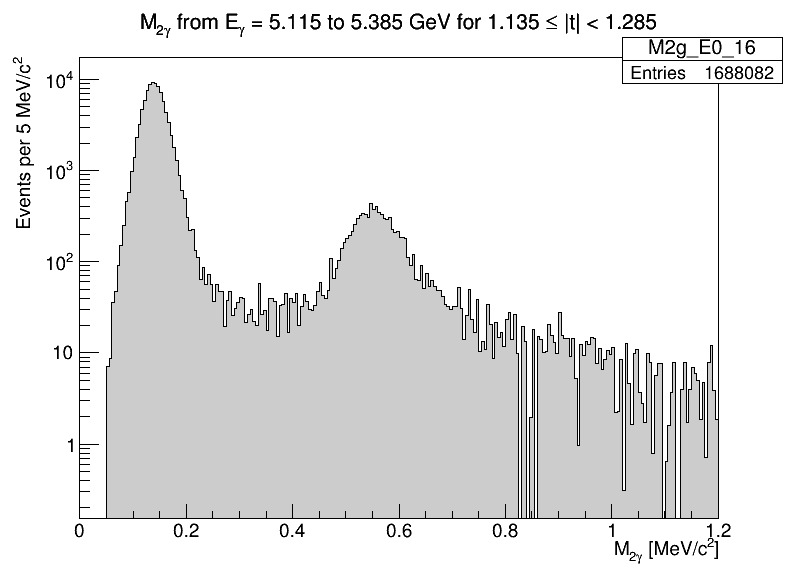 M2γ from Eγ = 5.115 to 5.385 GeV for 1.135 ≤ |t| < 1.285
M2g_E0_16
Entries 1688082
Events per 5 MeV/c²
10⁴
10³
10²
10
1
0 0.2 0.4 0.6 0.8 1 1.2
M2γ [MeV/c²]